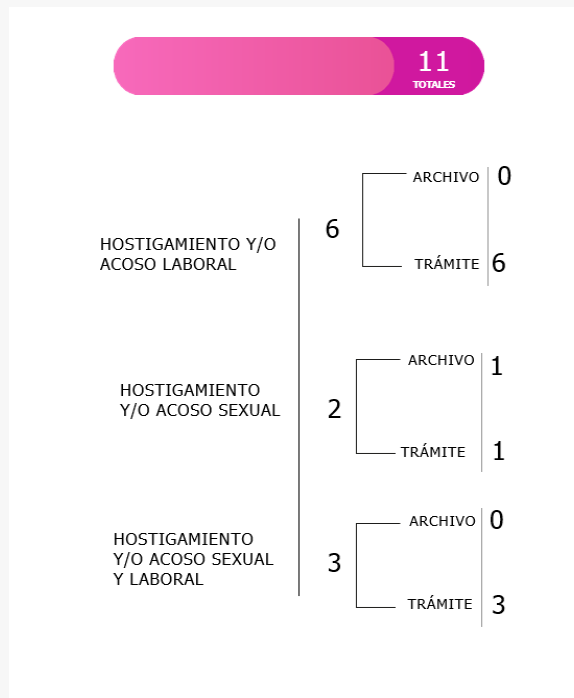 11
TOTALES
HOSTIGAMIENTO Y/O
ACOSO LABORAL
6
ARCHIVO 0
TRÁMITE 6
HOSTIGAMIENTO
Y/O ACOSO SEXUAL
2
ARCHIVO 1
TRÁMITE 1
HOSTIGAMIENTO
Y/O ACOSO SEXUAL
Y LABORAL
3
ARCHIVO 0
TRÁMITE 3